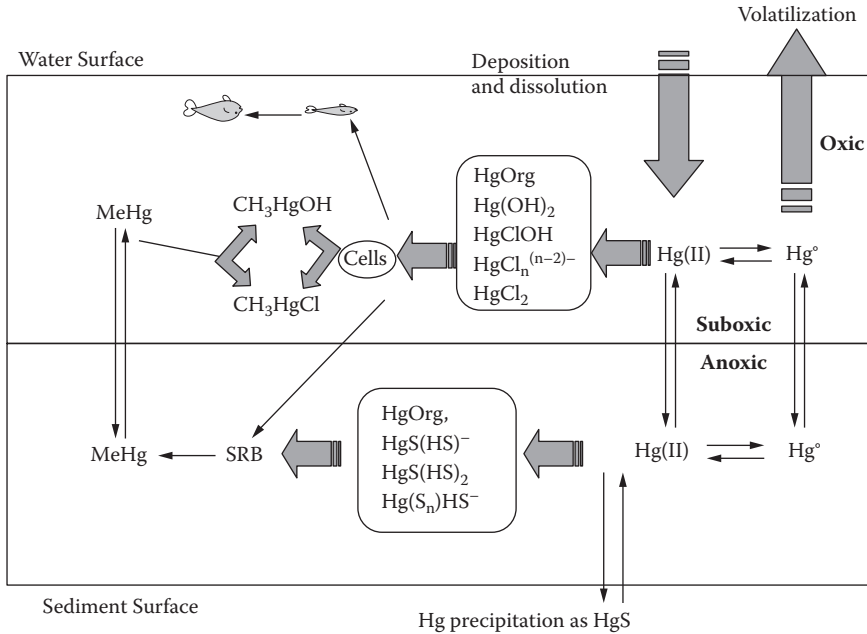 Volatilization
Water Surface
Deposition
and dissolution
Oxic
HgOrg
Hg(OH)₂
HgClOH
HgClₙ⁽ⁿ⁻²⁾⁻
HgCl₂
CH₃HgOH
MeHg
Cells
Hg(II)
Hg°
CH₃HgCl
Suboxic
Anoxic
HgOrg,
HgS(HS)⁻
HgS(HS)₂
Hg(Sₙ)HS⁻
MeHg
SRB
Hg(II)
Hg°
Sediment Surface
Hg precipitation as HgS